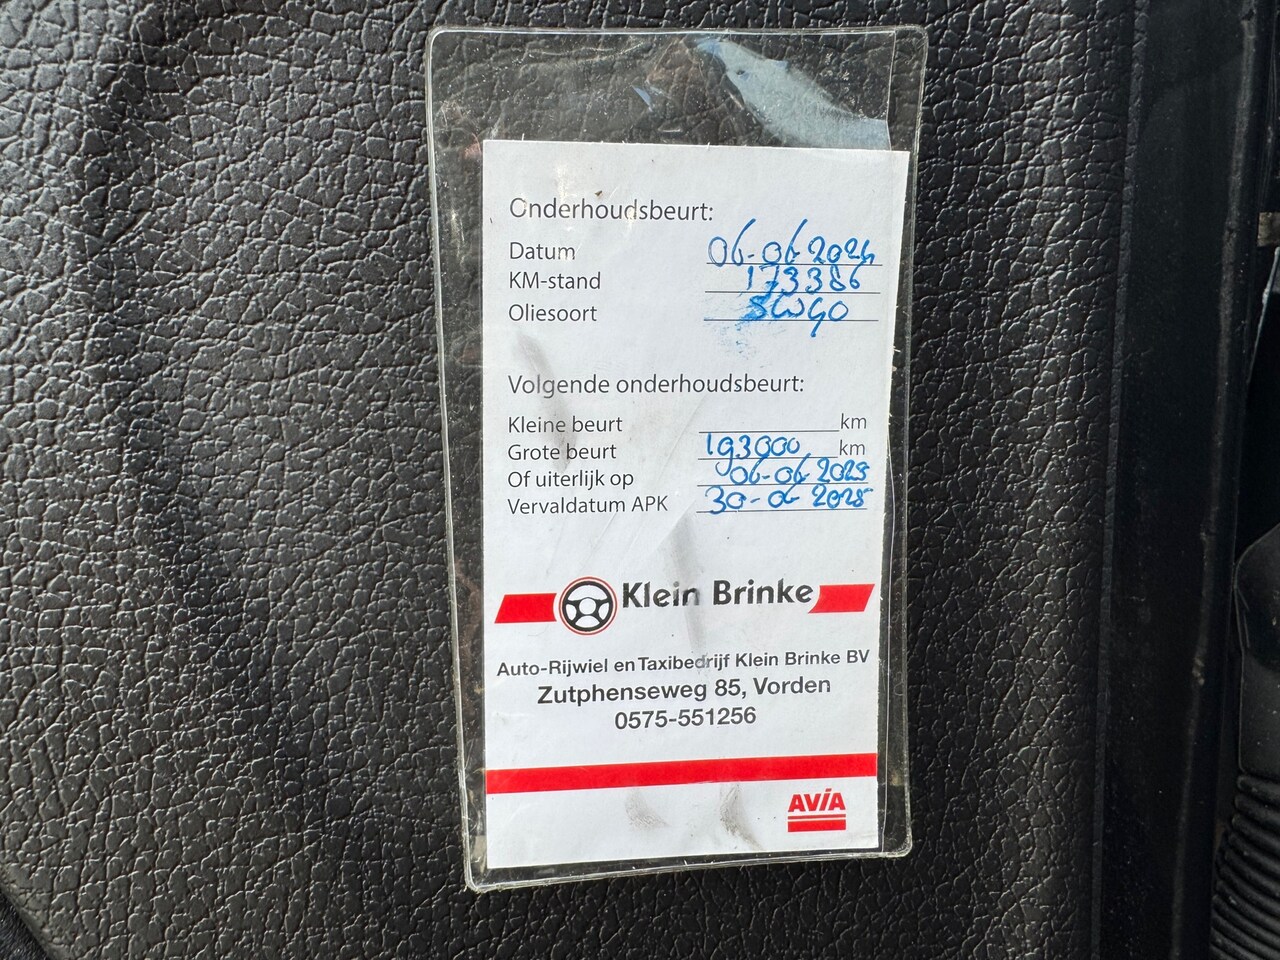 Onderhoudsbeurt:
Datum 06-06-2024
KM-stand 173386
Oliesoort 5W40
Volgende onderhoudsbeurt:
Kleine beurt km
Grote beurt 193000 km
Of uiterlijk op 06-06-2025
Vervaldatum APK 30-06-2025
Klein Brinke
Auto-Rijwiel en Taxibedrijf Klein Brinke BV
Zutphenseweg 85, Vorden
0575-551256
AVIA